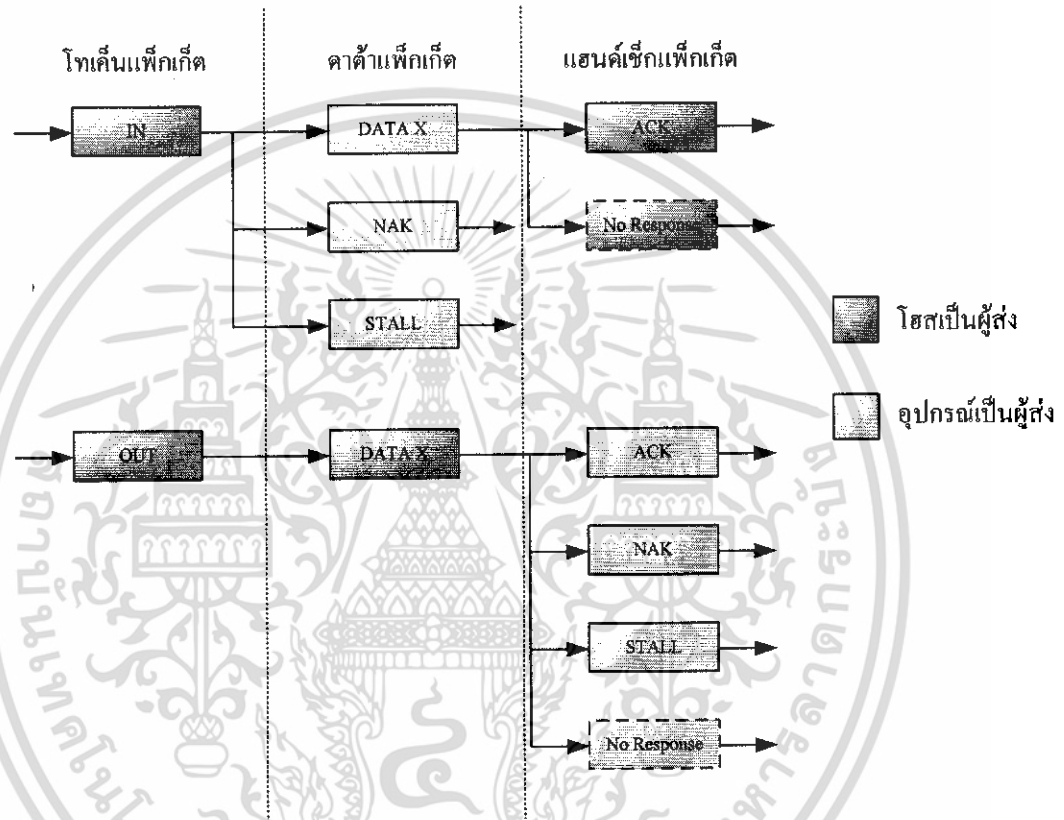 โทเค็นแพ็กเก็ต ดาต้าแพ็กเก็ต แฮนด์เช็กแพ็กเก็ต
IN DATA X ACK
NAK No Response
STALL
โฮสเป็นผู้ส่ง
อุปกรณ์เป็นผู้ส่ง
OUT DATA X ACK
NAK
STALL
No Response